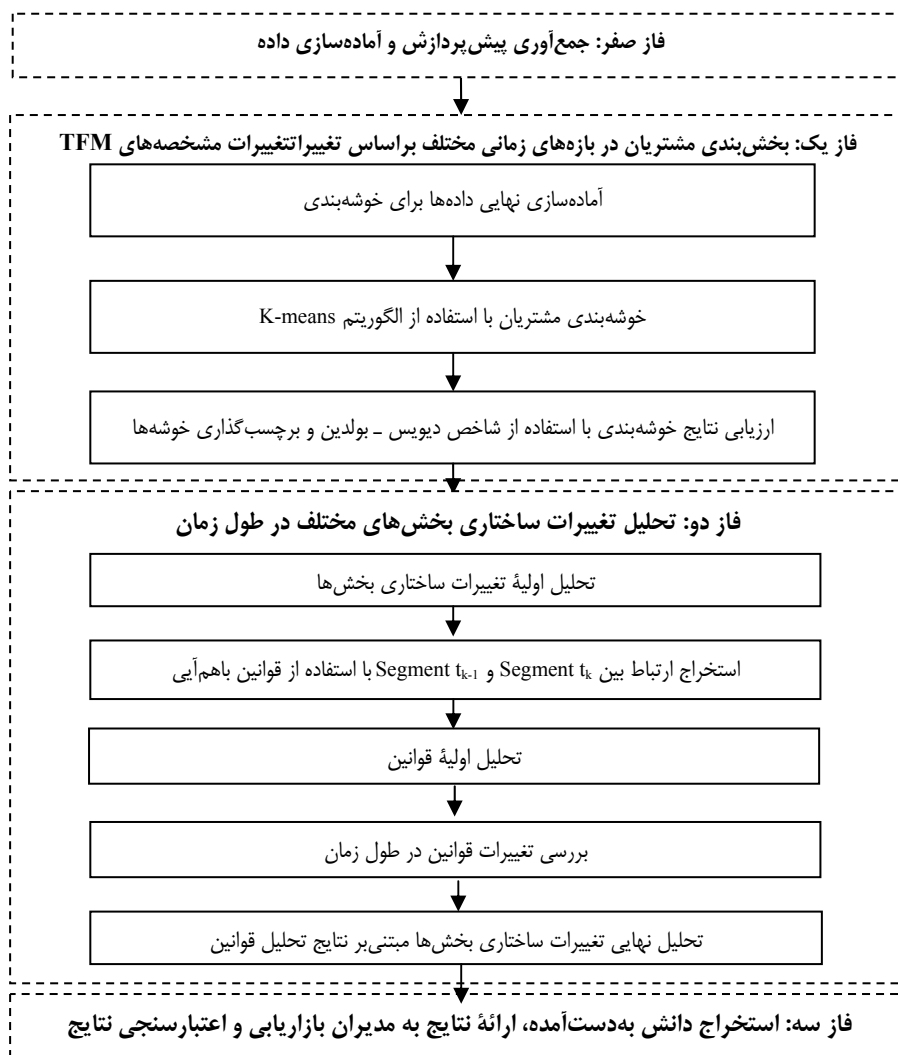 فاز صفر: جمع‌آوری پیش‌پردازش و آماده‌سازی داده
فاز یک: بخش‌بندی مشتریان در بازه‌های زمانی مختلف براساس تغییراتتغییرات مشخصه‌های TFM
آماده‌سازی نهایی داده‌ها برای خوشه‌بندی
خوشه‌بندی مشتریان با استفاده از الگوریتم K-means
ارزیابی نتایج خوشه‌بندی با استفاده از شاخص دیویس ـ بولدین و برچسب‌گذاری خوشه‌ها
فاز دو: تحلیل تغییرات ساختاری بخش‌های مختلف در طول زمان
تحلیل اولیۀ تغییرات ساختاری بخش‌ها
استخراج ارتباط بین Segment tk و Segment tk-1 با استفاده از قوانین باهم‌آیی
تحلیل اولیۀ قوانین
بررسی تغییرات قوانین در طول زمان
تحلیل نهایی تغییرات ساختاری بخش‌ها مبتنی‌بر نتایج تحلیل قوانین
فاز سه: استخراج دانش به‌دست‌آمده، ارائۀ نتایج به مدیران بازاریابی و اعتبارسنجی نتایج